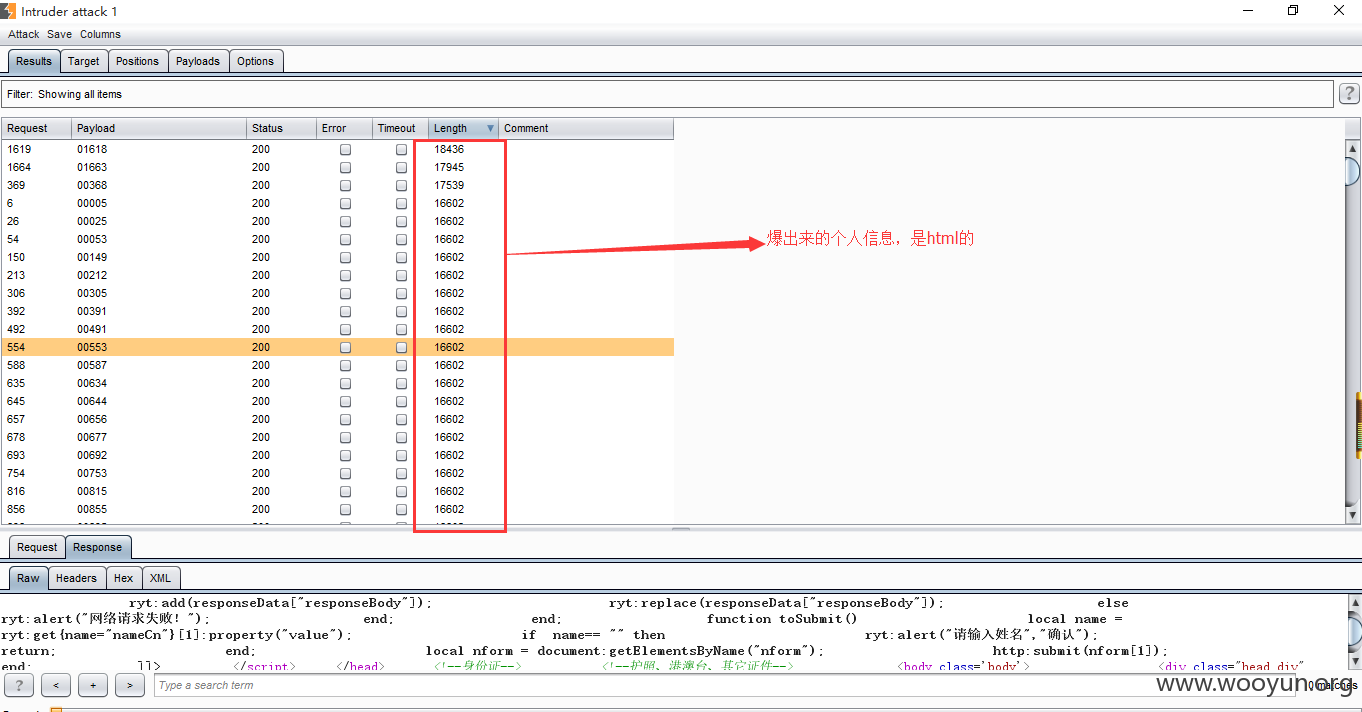 Intruder attack 1
Attack Save Columns
Results Target Positions Payloads Options
Filter: Showing all items ?
Request Payload Status Error Timeout Length Comment
1619 01618 200 18436
1664 01663 200 17945
369 00368 200 17539
6 00005 200 16602
26 00025 200 16602
54 00053 200 16602
爆出来的个人信息，是html的
150 00149 200 16602
213 00212 200 16602
306 00305 200 16602
392 00391 200 16602
492 00491 200 16602
554 00553 200 16602
588 00587 200 16602
635 00634 200 16602
645 00644 200 16602
657 00656 200 16602
678 00677 200 16602
693 00692 200 16602
754 00753 200 16602
816 00815 200 16602
856 00855 200 16602
Request Response
Raw Headers Hex XML
ryt:add(responseData["responseBody"]); ryt:replace(responseData["responseBody"]); else
ryt:alert("网络请求失败！"); end; end; function toSubmit() local name =
ryt:get{name="nameCn"}[1]:property("value"); if name== "" then ryt:alert("请输入姓名","确认");
return; end; local nform = document:getElementsByName("nform"); http:submit(nform[1]);
end; ]]> </script> </head> <!--身份证--> <!--护照、港澳台、其它证件--> <body class='body'> <div class="head_div"
? < + > Type a search term 0 matches
www.wooyun.org